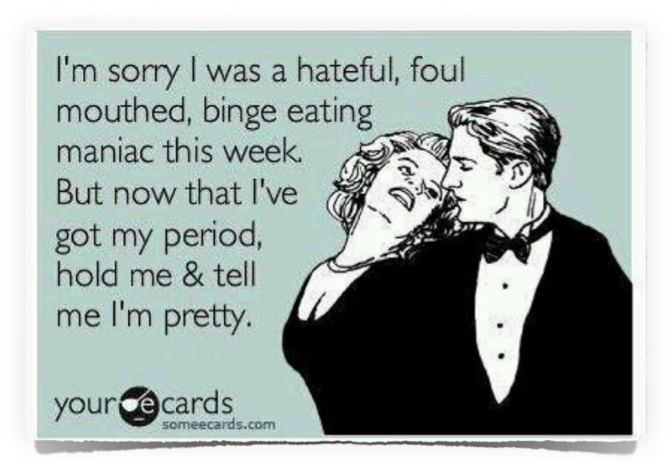 I'm sorry I was a hateful, foul
mouthed, binge eating
maniac this week.
But now that I've
got my period,
hold me & tell
me I'm pretty.
your e cards
someecards.com